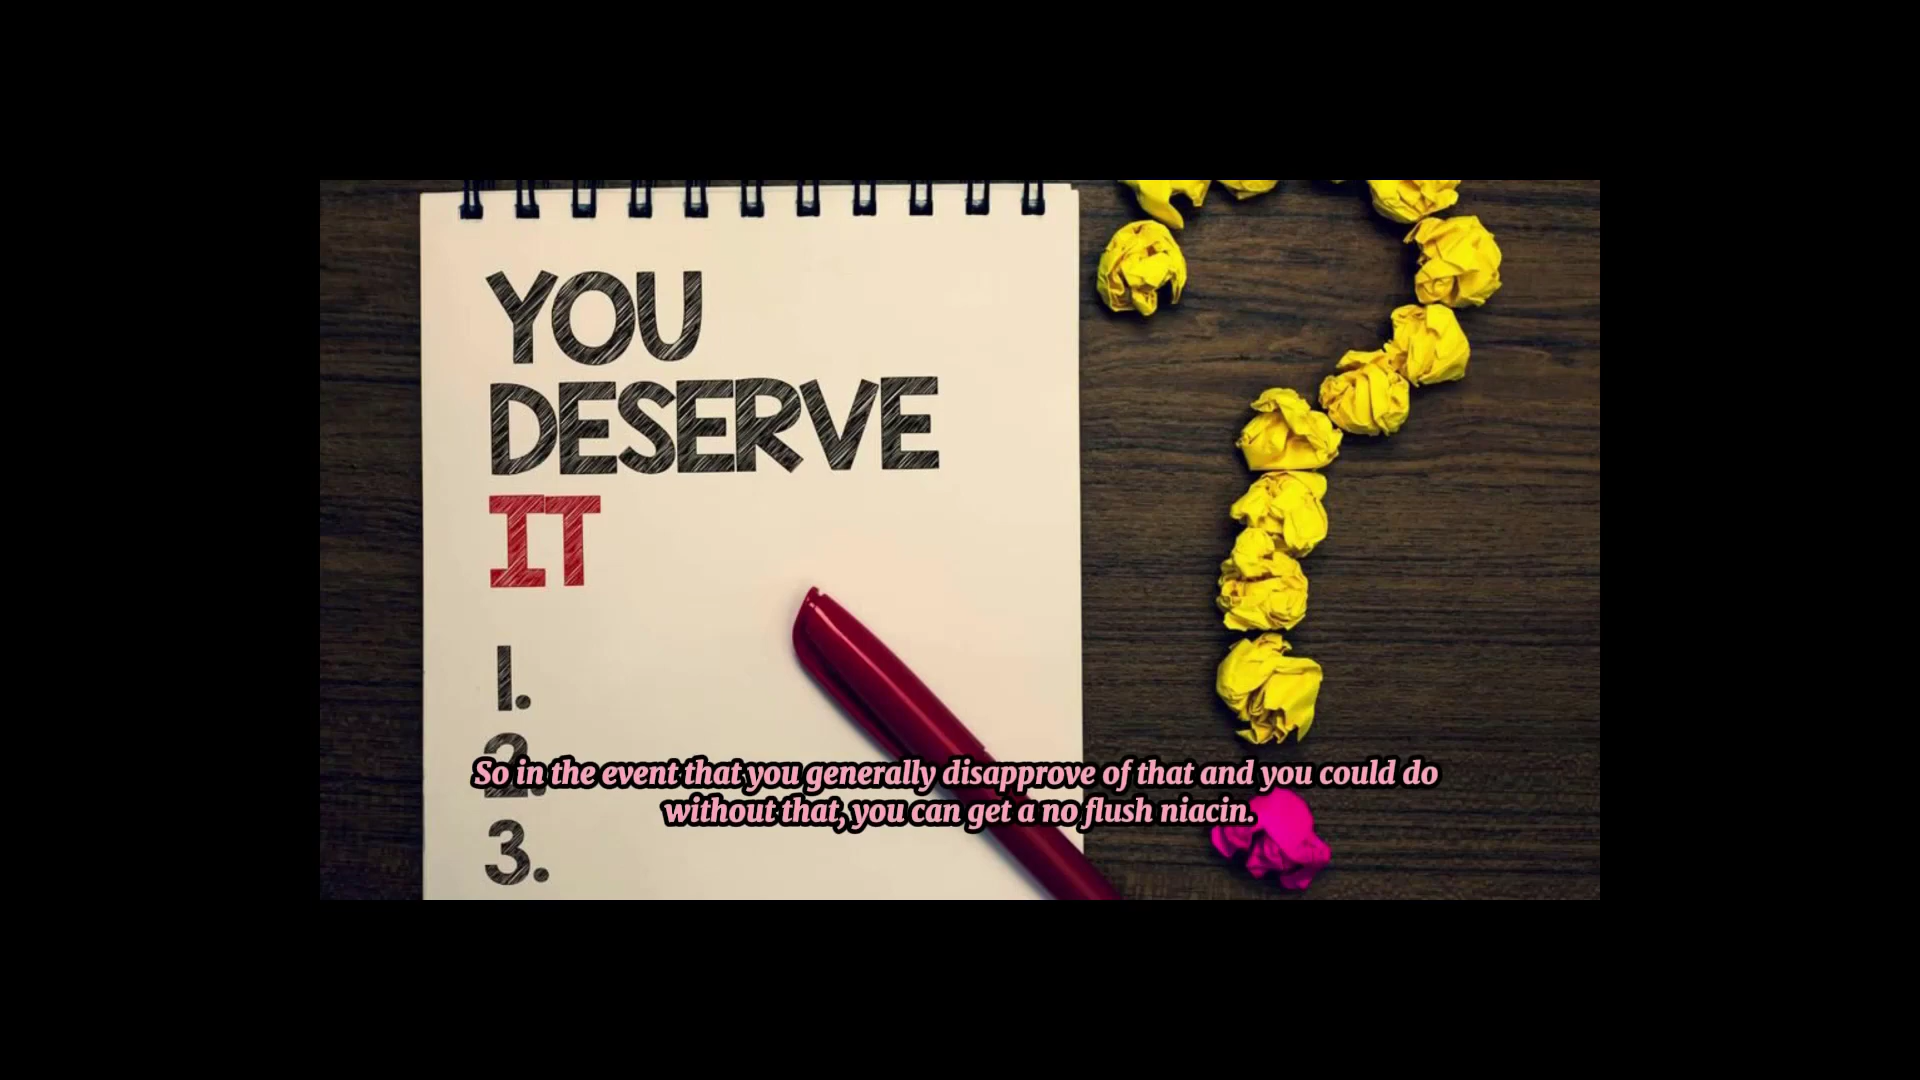 YOU
DESERVE
IT
1.
2.
3.
So in the event that you generally disapprove of that and you could do
without that, you can get a no flush niacin.